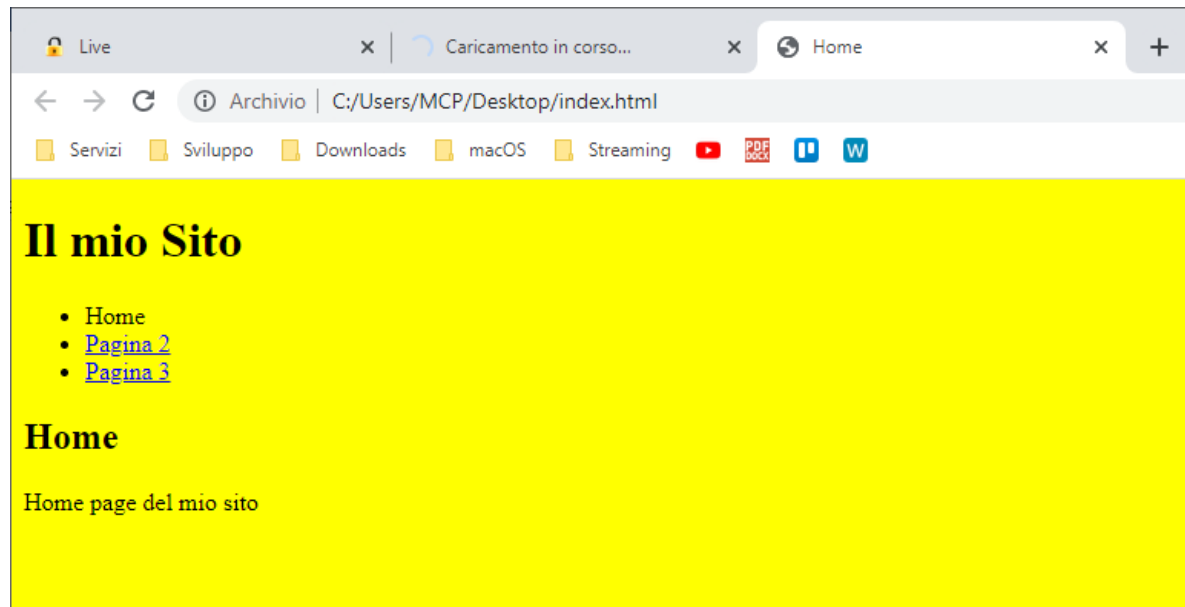 Live
Caricamento in corso...
Home
Archivio | C:/Users/MCP/Desktop/index.html
Servizi
Sviluppo
Downloads
macOS
Streaming
PDF
DOCX
W
Il mio Sito
Home
Pagina 2
Pagina 3
Home
Home page del mio sito